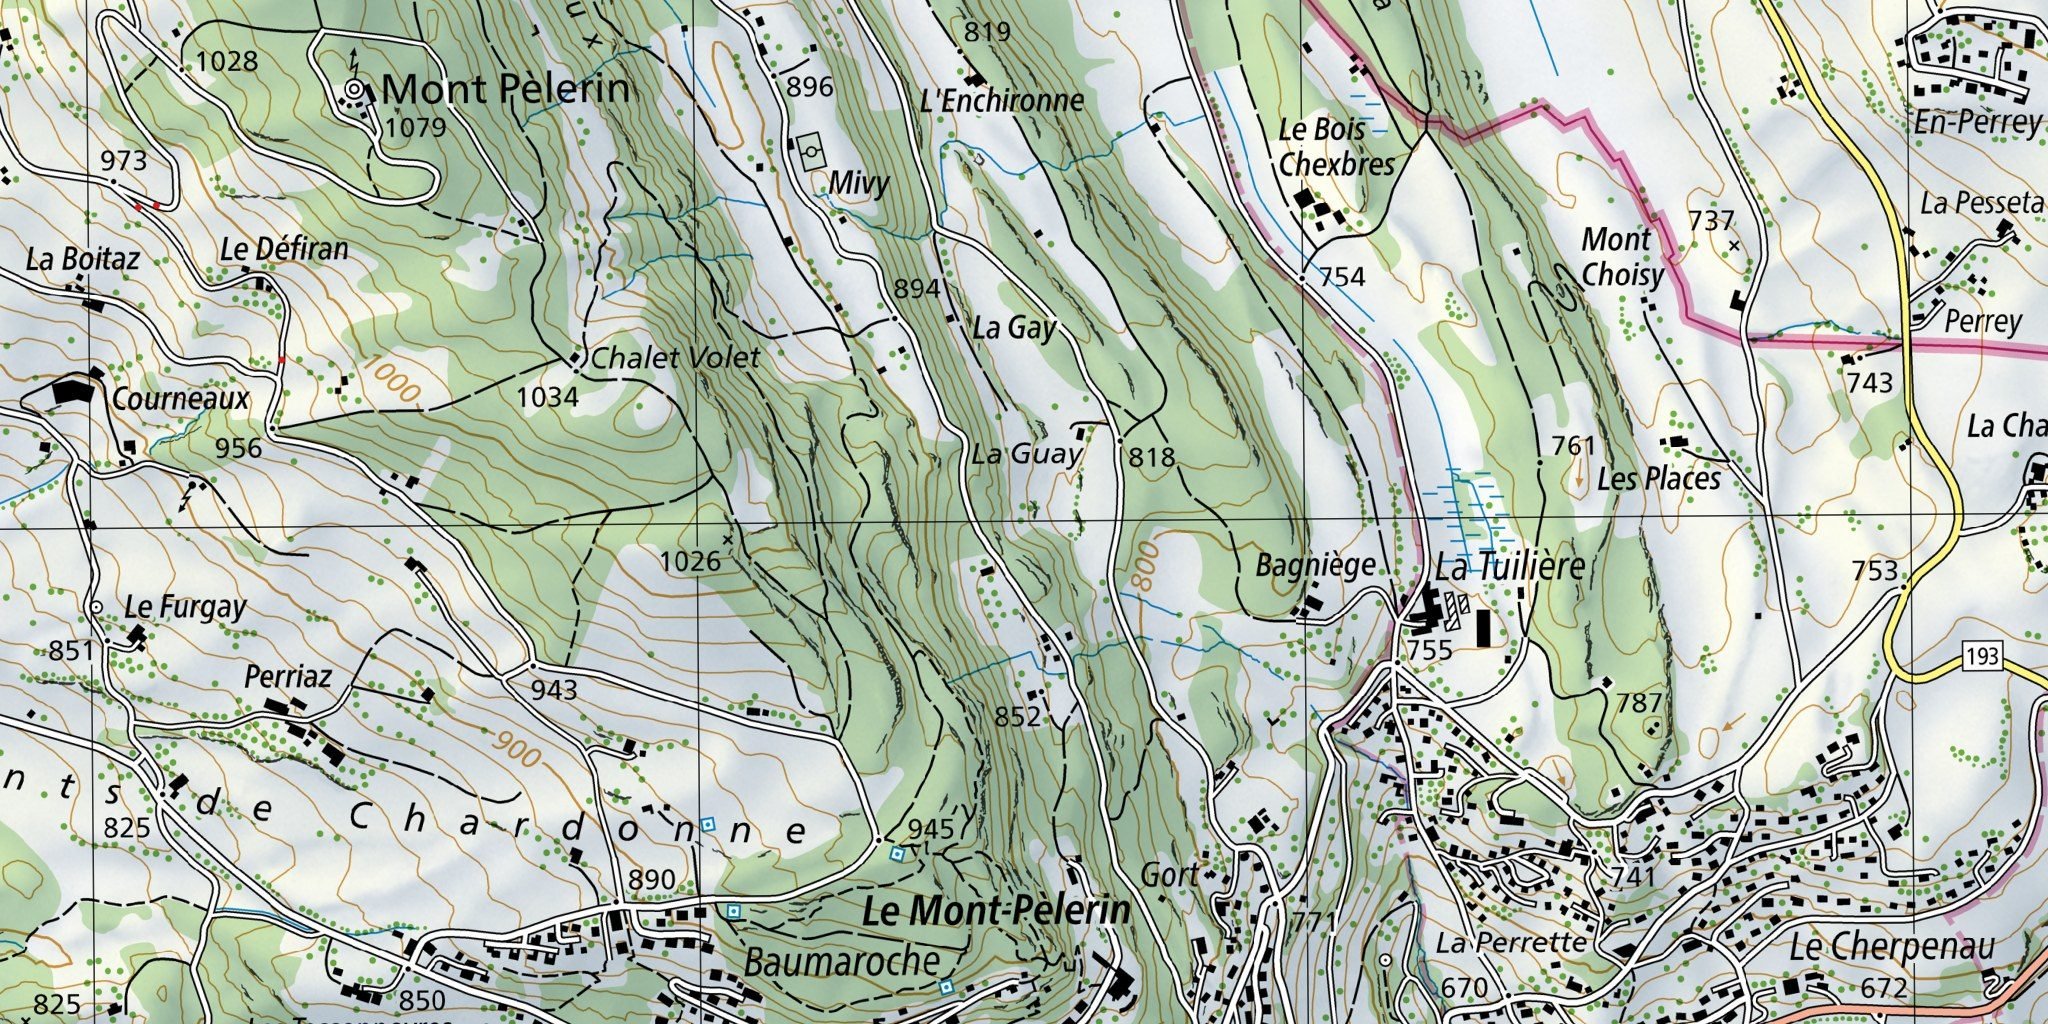 819
1028
Mont Pèlerin
896
L'Enchironne
1079
Le Bois
Chexbres
En-Perrey
973
Mivy
La Pesseta
737
La Boitaz
Le Défiran
Mont
Choisy
754
894
La Gay
Perrey
Chalet Volet
1000
1034
743
Courneaux
956
La Guay
818
761
Les Places
La Cha
1026
800
Bagniège
La Tuilière
753
Le Furgay
851
755
193
Perriaz
943
852
787
900
nts de Chardonne
825
945
890
Gort
741
Le Mont-Pèlerin
771
La Perrette
Le Cherpenau
Baumaroche
670
672
825
850